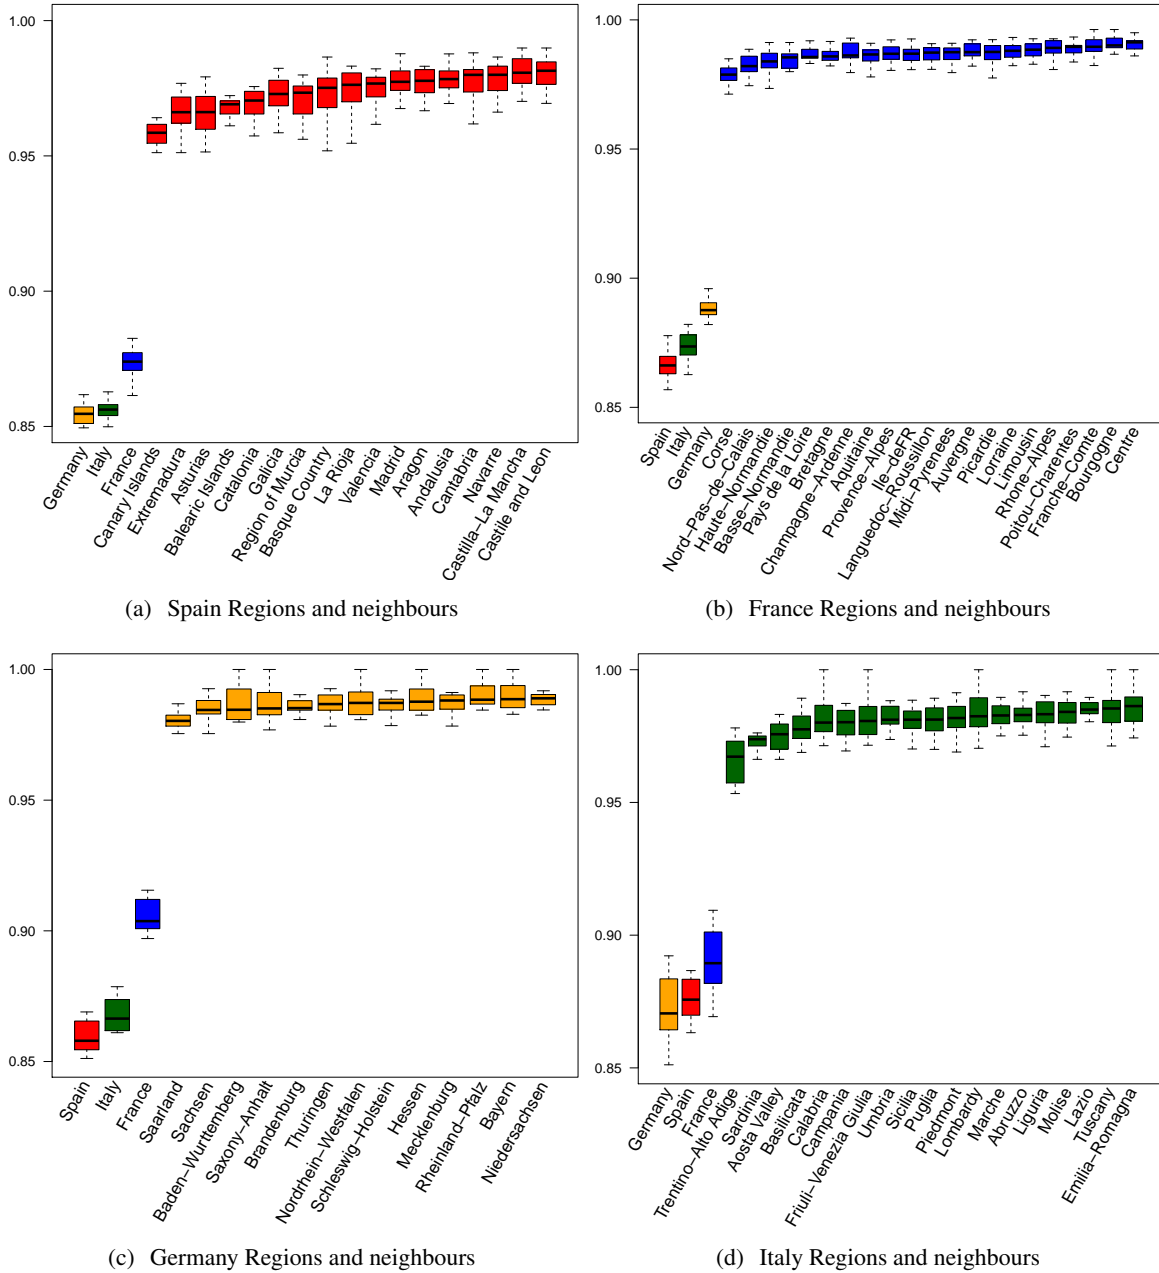 1.00
0.95
0.90
0.85
Germany
Italy
France
Canary Islands
Extremadura
Asturias
Balearic Islands
Catalonia
Galicia
Region of Murcia
Basque Country
La Rioja
Valencia
Madrid
Aragon
Andalusia
Cantabria
Navarre
Castilla−La Mancha
Castile and Leon
(a) Spain Regions and neighbours
1.00
0.95
0.90
0.85
Spain
Italy
Germany
Corse
Nord−Pas−de−Calais
Haute−Normandie
Basse−Normandie
Pays de la Loire
Bretagne
Champagne−Ardenne
Aquitaine
Provence−Alpes
Ile−deFR
Languedoc−Roussillon
Midi−Pyrenees
Auvergne
Picardie
Lorraine
Limousin
Rhone−Alpes
Poitou−Charentes
Franche−Comte
Bourgogne
Centre
(b) France Regions and neighbours
1.00
0.95
0.90
0.85
Spain
Italy
France
Saarland
Sachsen
Baden−Wurttemberg
Saxony−Anhalt
Brandenburg
Thuringen
Nordrhein−Westfalen
Schleswig−Holstein
Hessen
Mecklenburg
Rheinland−Pfalz
Bayern
Niedersachsen
(c) Germany Regions and neighbours
1.00
0.95
0.90
0.85
Germany
Spain
France
Trentino−Alto Adige
Sardinia
Aosta Valley
Basilicata
Calabria
Campania
Friuli−Venezia Giulia
Umbria
Sicilia
Puglia
Piedmont
Lombardy
Marche
Abruzzo
Liguria
Molise
Lazio
Tuscany
Emilia−Romagna
(d) Italy Regions and neighbours